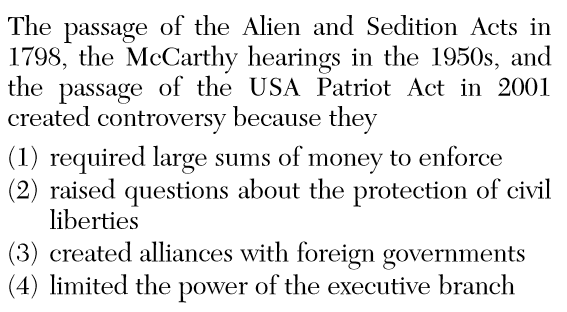 The passage of the Alien and Sedition Acts in
1798, the McCarthy hearings in the 1950s, and
the passage of the USA Patriot Act in 2001
created controversy because they
(1) required large sums of money to enforce
(2) raised questions about the protection of civil
liberties
(3) created alliances with foreign governments
(4) limited the power of the executive branch